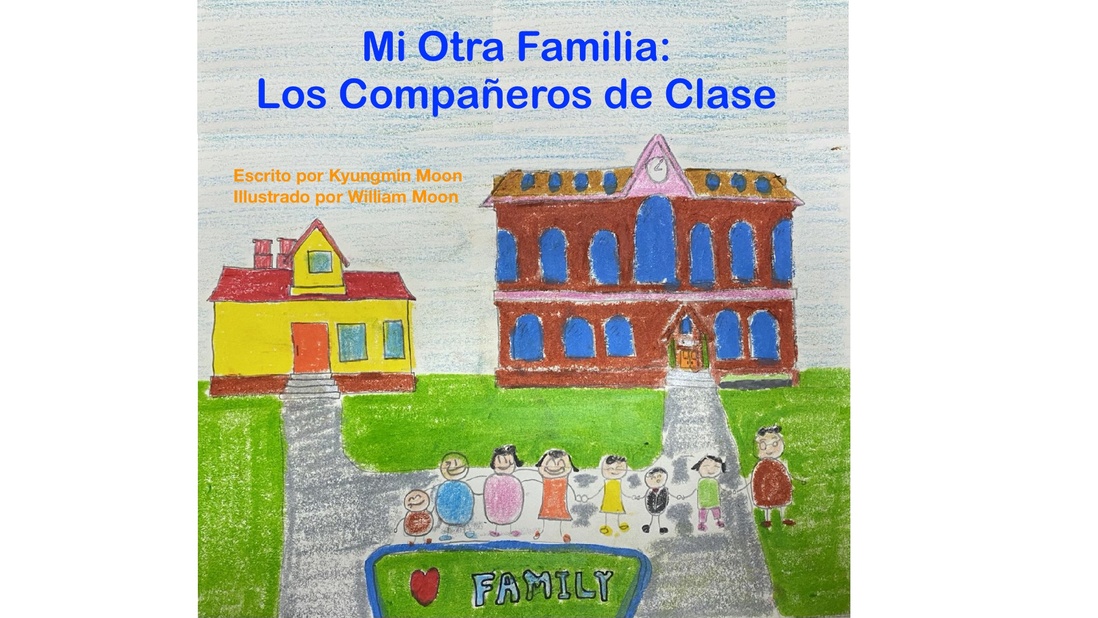 Mi Otra Familia:
Los Compañeros de Clase
Escrito por Kyungmin Moon
Illustrado por William Moon
FAMILY